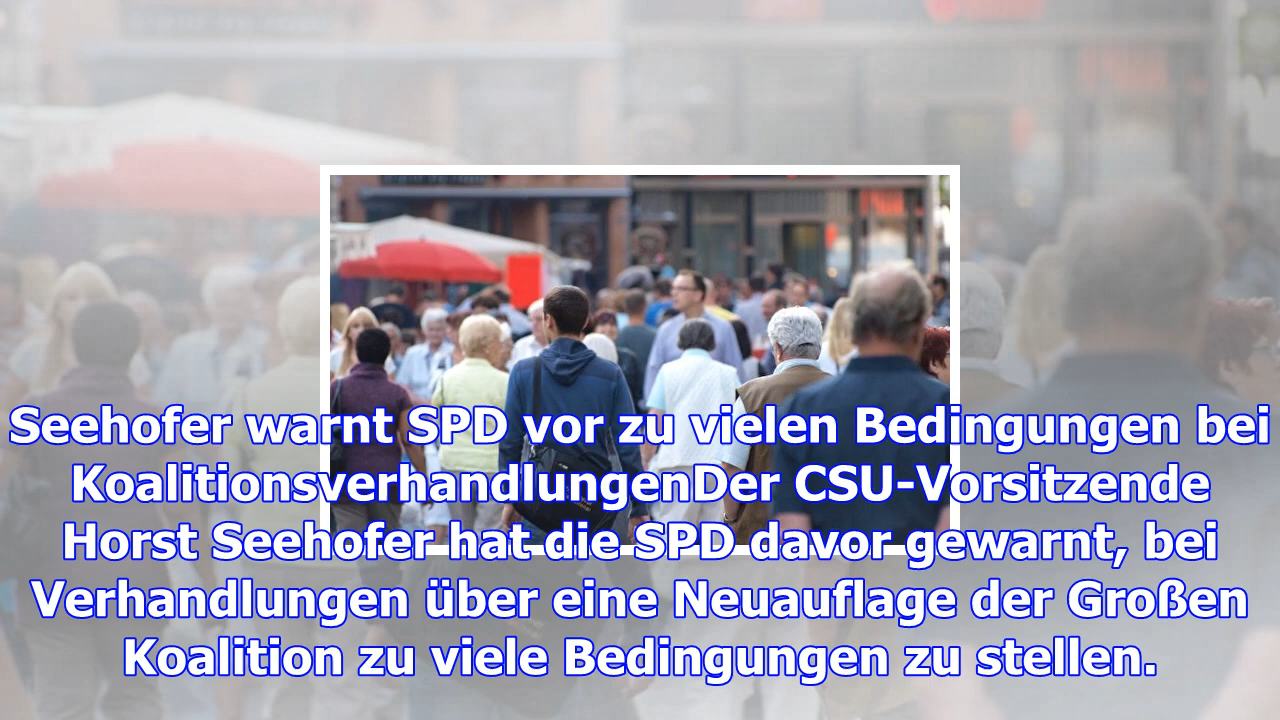 Seehofer warnt SPD vor zu vielen Bedingungen bei
KoalitionsverhandlungenDer CSU-Vorsitzende
Horst Seehofer hat die SPD davor gewarnt, bei
Verhandlungen über eine Neuauflage der Großen
Koalition zu viele Bedingungen zu stellen.